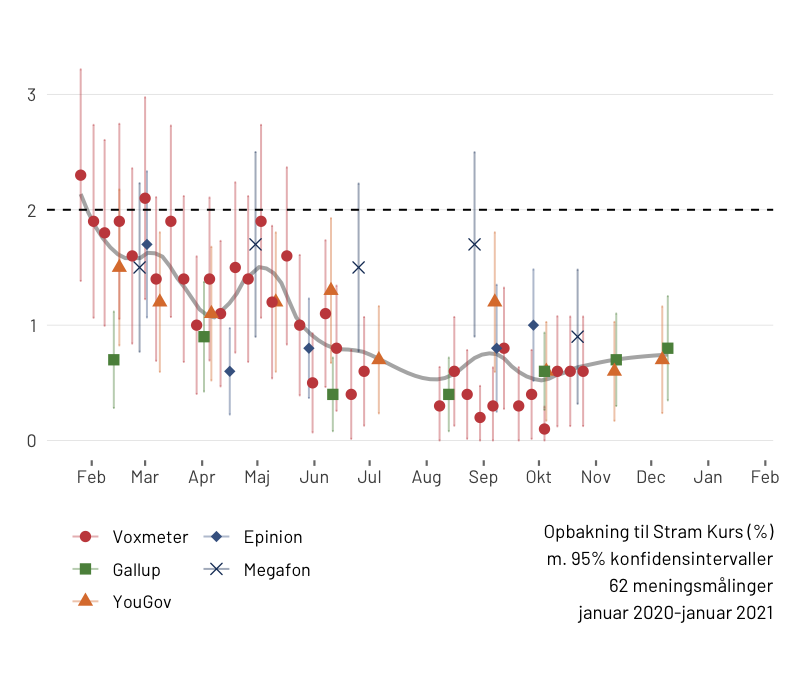 3
2
1
0
Feb Mar Apr Maj Jun Jul Aug Sep Okt Nov Dec Jan Feb
Voxmeter Epinion
Gallup Megafon
YouGov
Opbakning til Stram Kurs (%)
m. 95% konfidensintervaller
62 meningsmålinger
januar 2020-januar 2021